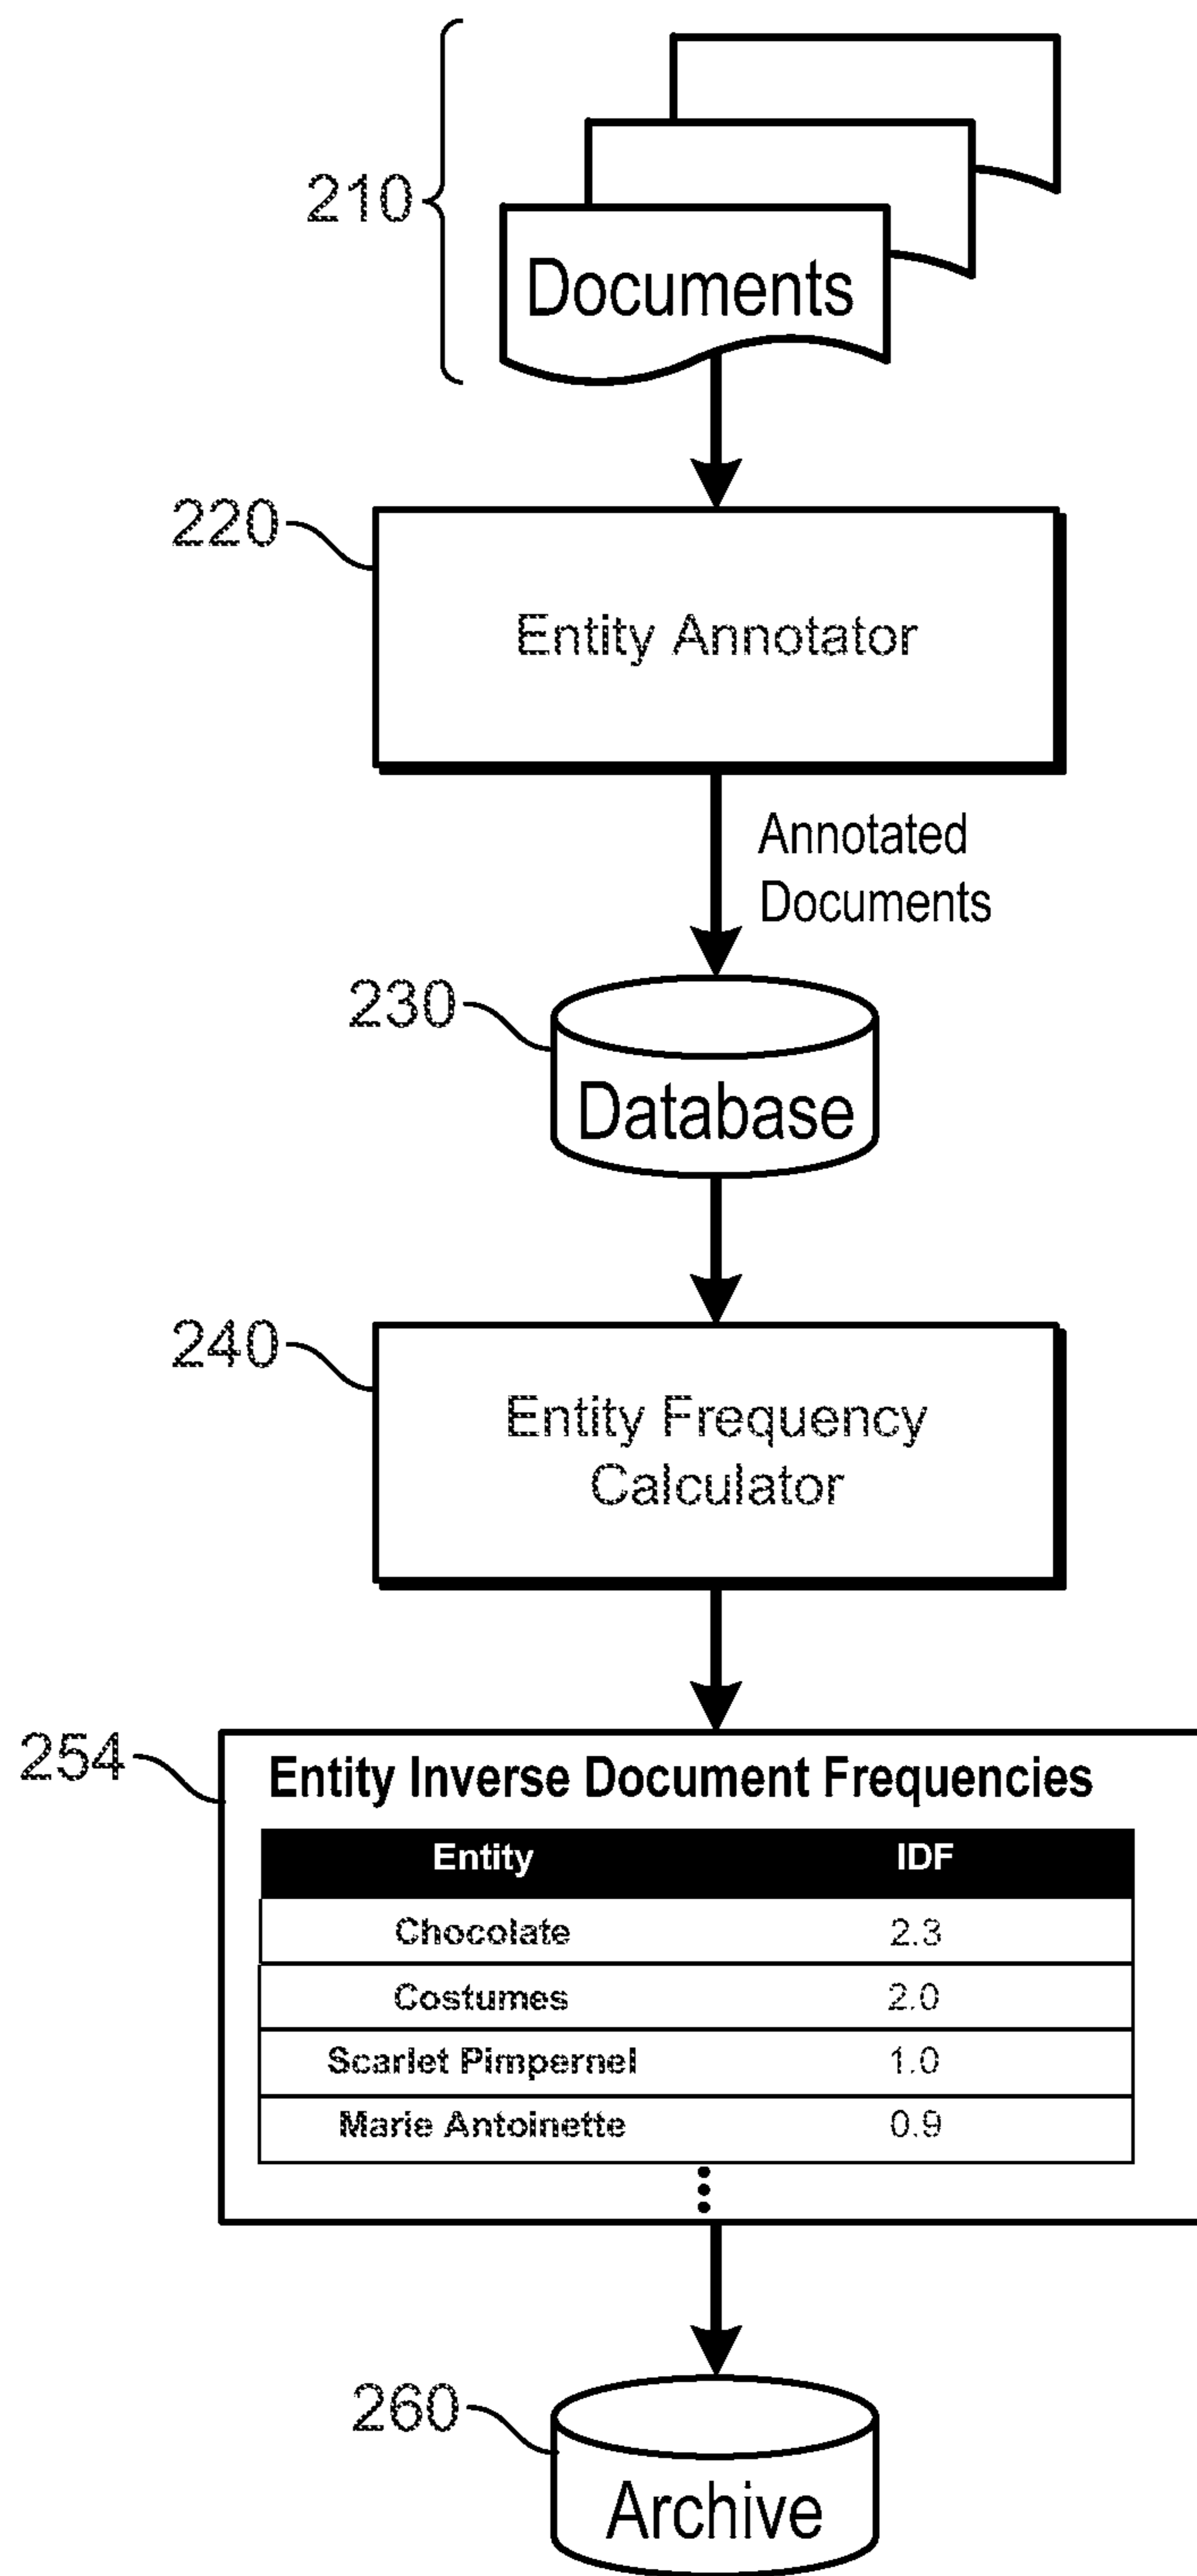 210
Documents
220
Entity Annotator
Annotated
Documents
230
Database
240
Entity Frequency
Calculator
254
Entity Inverse Document Frequencies
Entity IDF
Chocolate 2.3
Costumes 2.0
Scarlet Pimpernel 1.0
Marie Antoinette 0.9
260
Archive